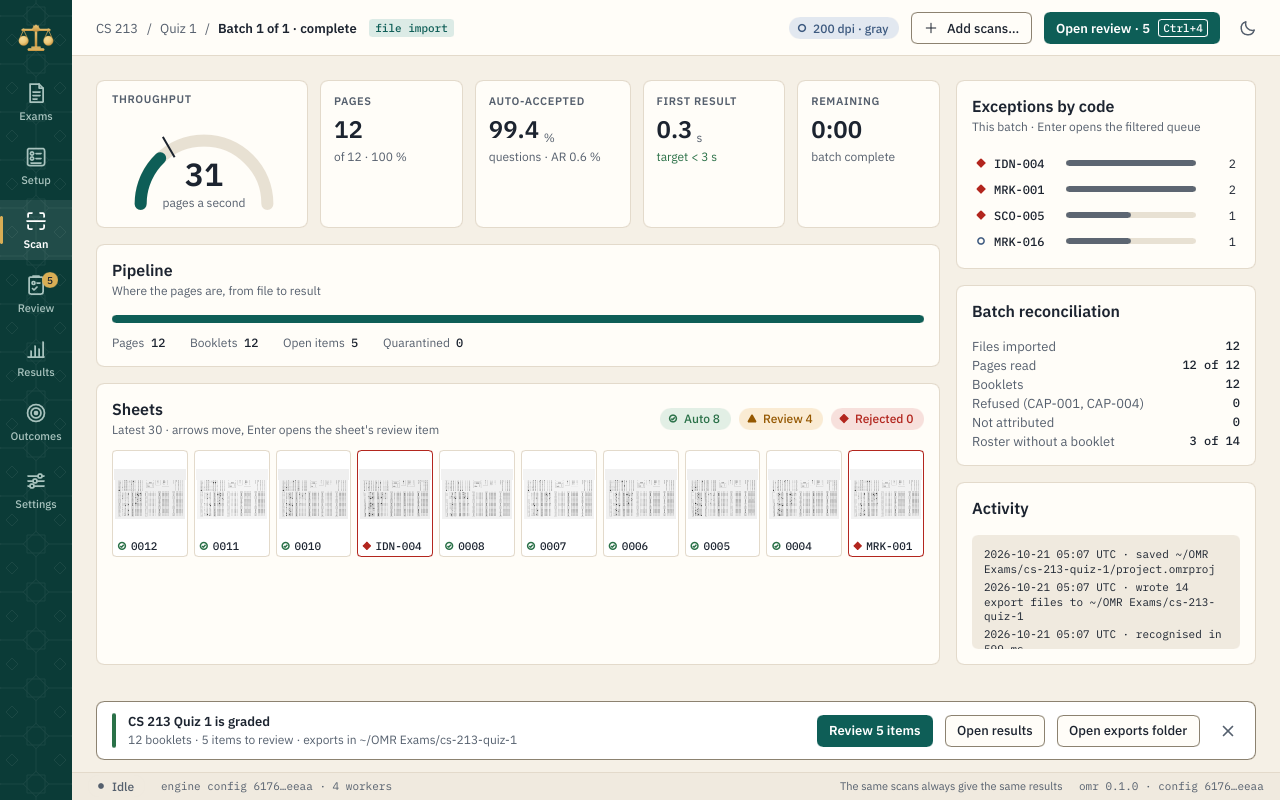 CS 213 / Quiz 1 / Batch 1 of 1 · complete file import
200 dpi · gray
Add scans…
Open review · 5 Ctrl+4
Exams
Setup
Scan
5
Review
Results
Outcomes
Settings
THROUGHPUT
31
pages a second
PAGES
12
of 12 · 100 %
AUTO-ACCEPTED
99.4 %
questions · AR 0.6 %
FIRST RESULT
0.3 s
target < 3 s
REMAINING
0:00
batch complete
Pipeline
Where the pages are, from file to result
Pages 12 Booklets 12 Open items 5 Quarantined 0
Sheets
Latest 30 · arrows move, Enter opens the sheet's review item
Auto 8 Review 4 Rejected 0
0012 0011 0010 IDN-004 0008 0007 0006 0005 0004 MRK-001
Exceptions by code
This batch · Enter opens the filtered queue
IDN-004 2
MRK-001 2
SCO-005 1
MRK-016 1
Batch reconciliation
Files imported 12
Pages read 12 of 12
Booklets 12
Refused (CAP-001, CAP-004) 0
Not attributed 0
Roster without a booklet 3 of 14
Activity
2026-10-21 05:07 UTC · saved ~/OMR
Exams/cs-213-quiz-1/project.omrproj
2026-10-21 05:07 UTC · wrote 14
export files to ~/OMR Exams/cs-213-
quiz-1
2026-10-21 05:07 UTC · recognised in
CS 213 Quiz 1 is graded
12 booklets · 5 items to review · exports in ~/OMR Exams/cs-213-quiz-1
Review 5 items
Open results
Open exports folder
Idle
engine config 6176…eeaa · 4 workers
The same scans always give the same results
omr 0.1.0 · config 6176…eeaa